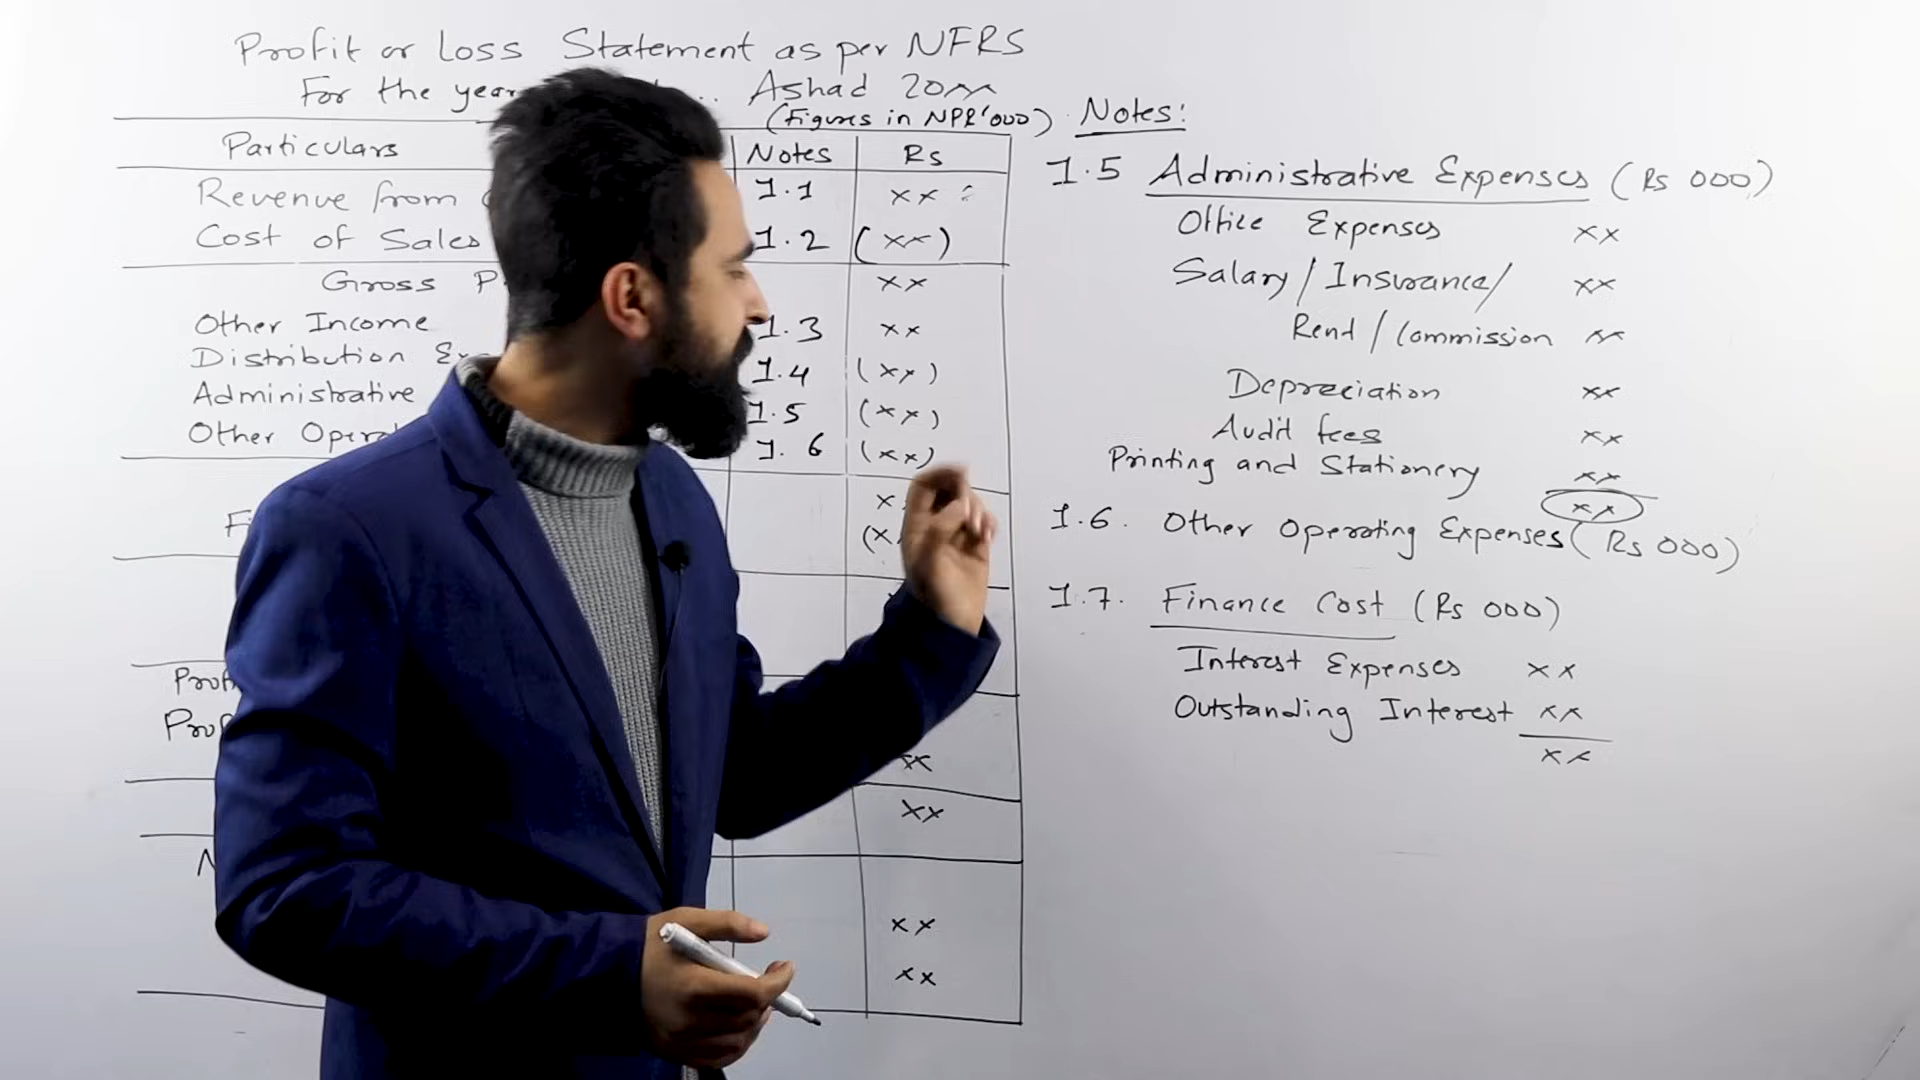 Profit or Loss Statement as per NFRS
For the year Ashad 20xx
(Figures in NPR'000)
Particulars Notes Rs
Revenue from 1.1 xx
Cost of Sales 1.2 (xx)
Gross P xx
Other Income 1.3 xx
Distribution Ex 1.4 (xx)
Administrative 1.5 (xx)
Other Opera 1.6 (xx)
x
(x
Prof
Prof
xx
xx
N
xx
xx
Notes:
1.5 Administrative Expenses (Rs 000)
Office Expenses xx
Salary/Insurance/ xx
Rend/Commission xx
Depreciation xx
Audit fees xx
Printing and Stationery xx
xx
1.6. Other Operating Expenses (Rs 000)
1.7. Finance Cost (Rs 000)
Interest Expenses xx
Outstanding Interest xx
xx